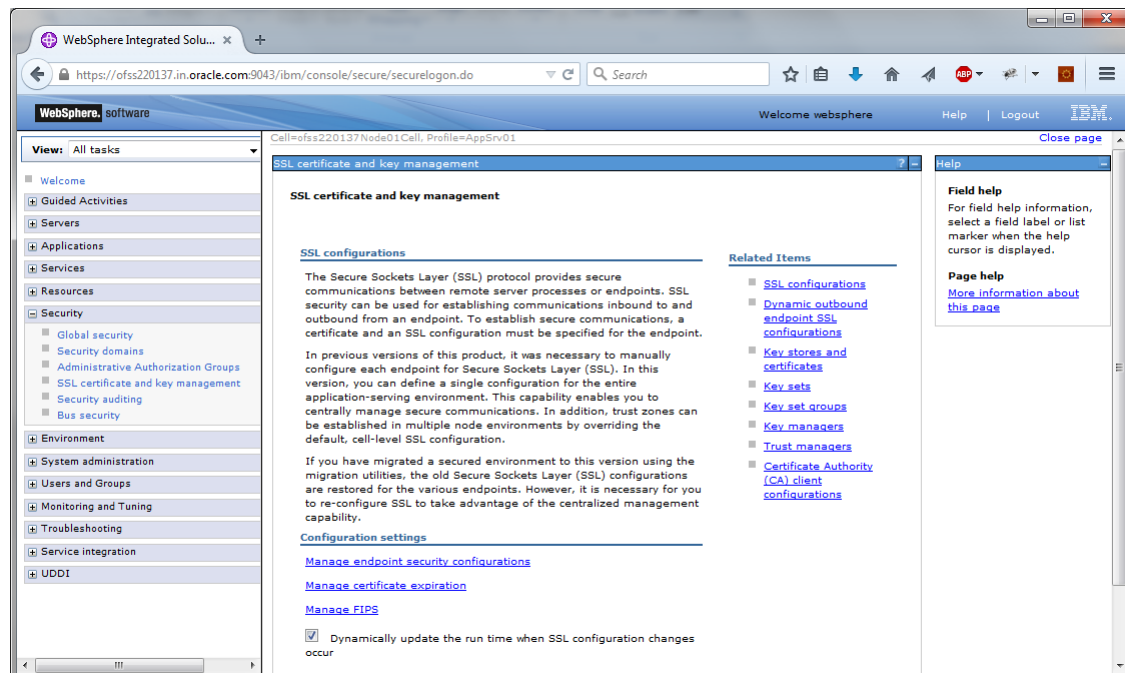 WebSphere Integrated Solu...
https://ofss220137.in.oracle.com:9043/ibm/console/secure/securelogon.do
Search
ABP
WebSphere. software
Welcome websphere
Help | Logout
IBM.
View: All tasks
Cell=ofss220137Node01Cell, Profile=AppSrv01
Close page
Welcome
Guided Activities
Servers
Applications
Services
Resources
Security
Global security
Security domains
Administrative Authorization Groups
SSL certificate and key management
Security auditing
Bus security
Environment
System administration
Users and Groups
Monitoring and Tuning
Troubleshooting
Service integration
UDDI
SSL certificate and key management
SSL certificate and key management
SSL configurations
The Secure Sockets Layer (SSL) protocol provides secure
communications between remote server processes or endpoints. SSL
security can be used for establishing communications inbound to and
outbound from an endpoint. To establish secure communications, a
certificate and an SSL configuration must be specified for the endpoint.
In previous versions of this product, it was necessary to manually
configure each endpoint for Secure Sockets Layer (SSL). In this
version, you can define a single configuration for the entire
application-serving environment. This capability enables you to
centrally manage secure communications. In addition, trust zones can
be established in multiple node environments by overriding the
default, cell-level SSL configuration.
If you have migrated a secured environment to this version using the
migration utilities, the old Secure Sockets Layer (SSL) configurations
are restored for the various endpoints. However, it is necessary for you
to re-configure SSL to take advantage of the centralized management
capability.
Configuration settings
Manage endpoint security configurations
Manage certificate expiration
Manage FIPS
Dynamically update the run time when SSL configuration changes
occur
Related Items
SSL configurations
Dynamic outbound
endpoint SSL
configurations
Key stores and
certificates
Key sets
Key set groups
Key managers
Trust managers
Certificate Authority
(CA) client
configurations
Help
Field help
For field help information,
select a field label or list
marker when the help
cursor is displayed.
Page help
More information about
this page